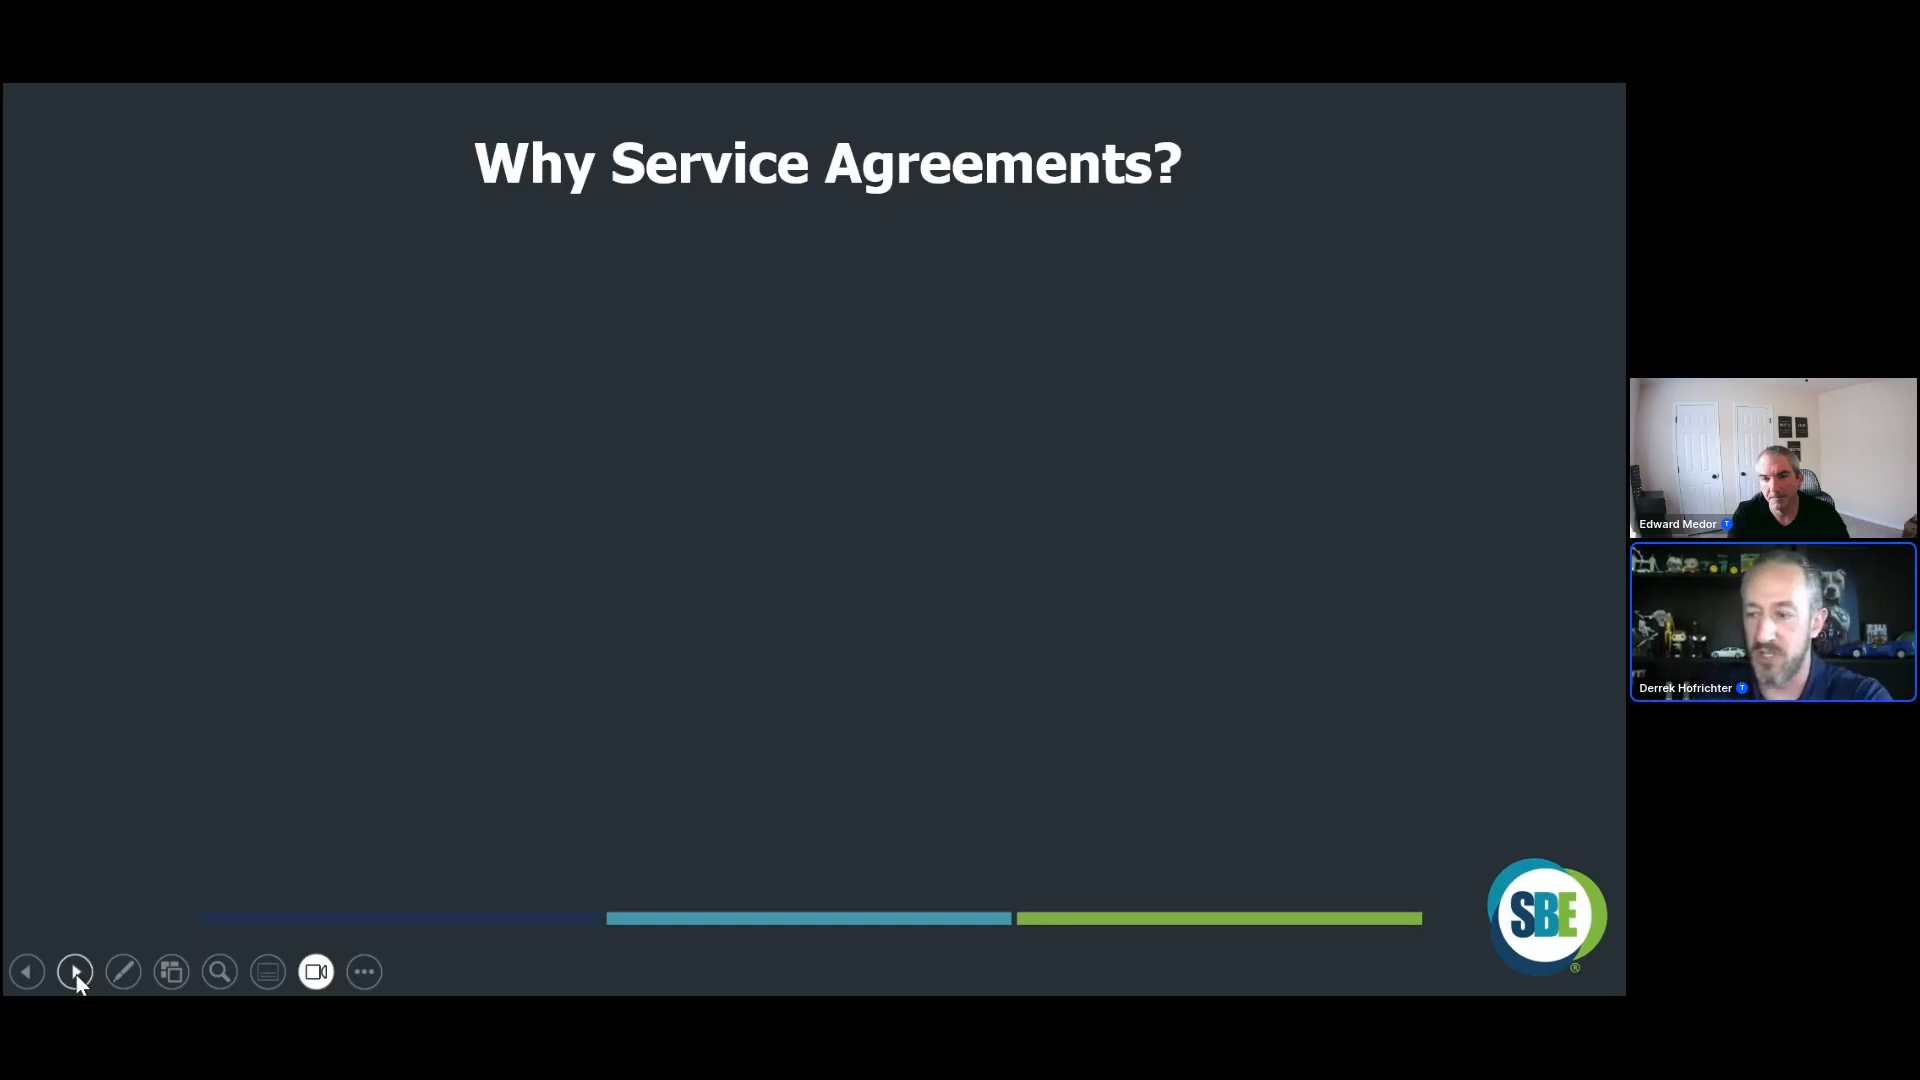 Why Service Agreements?
Edward Medor
T
Derrek Hofrichter
T
SBE
®